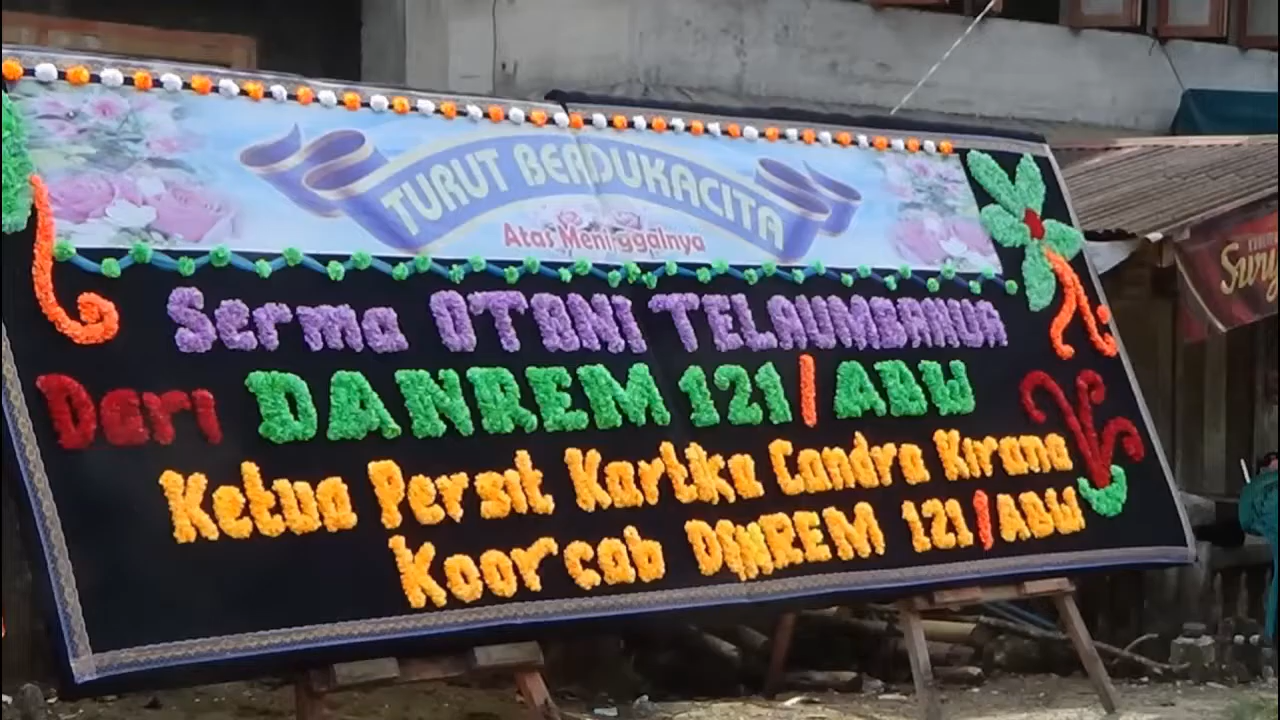 TURUT BERDUKACITA
Atas Meninggalnya
Serma OTONI TELAUMBANUA
Dari DANREM 121/ABW
Ketua Persit Kartika Candra Kirana
Koorcab DANREM 121/ABW